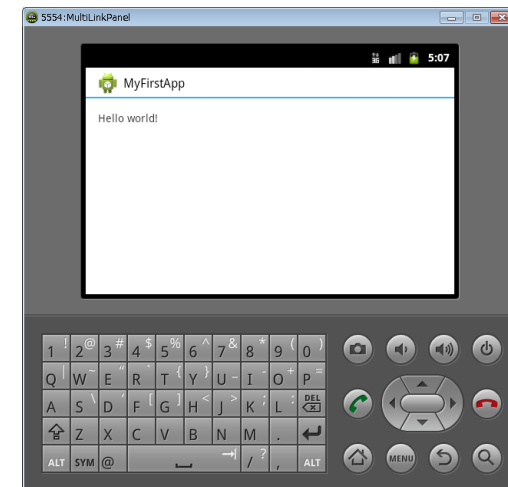 5554:MultiLinkPanel
3G 5:07
MyFirstApp
Hello world!
1 ! 2 @ 3 # 4 $ 5 % 6 ^ 7 & 8 * 9 ( 0 )
Q | W ~ E " R ` T { Y } U - I - O + P =
A S \ D ' F [ G ] H < J > K ; L : DEL
Z X C V B N M .
ALT SYM @ / ? , ALT
MENU